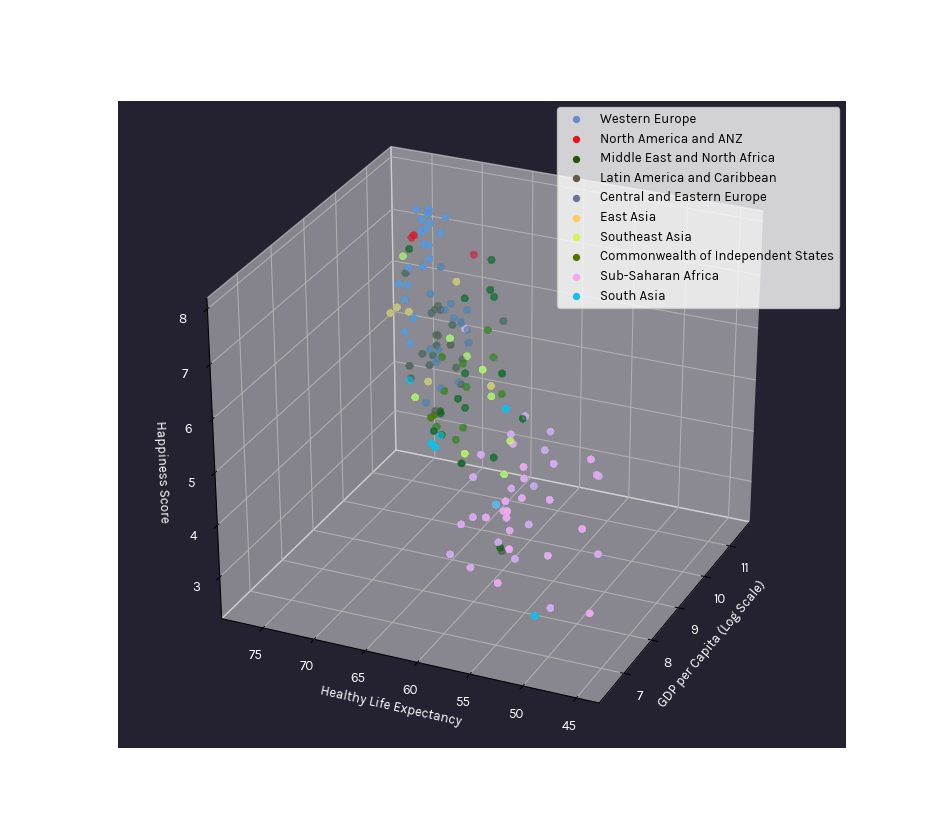 Western Europe
North America and ANZ
Middle East and North Africa
Latin America and Caribbean
Central and Eastern Europe
East Asia
Southeast Asia
Commonwealth of Independent States
Sub-Saharan Africa
South Asia
8
7
6
5
4
3
Happiness Score
75
70
65
60
55
50
45
Healthy Life Expectancy
11
10
9
8
7
GDP per Capita (Log Scale)